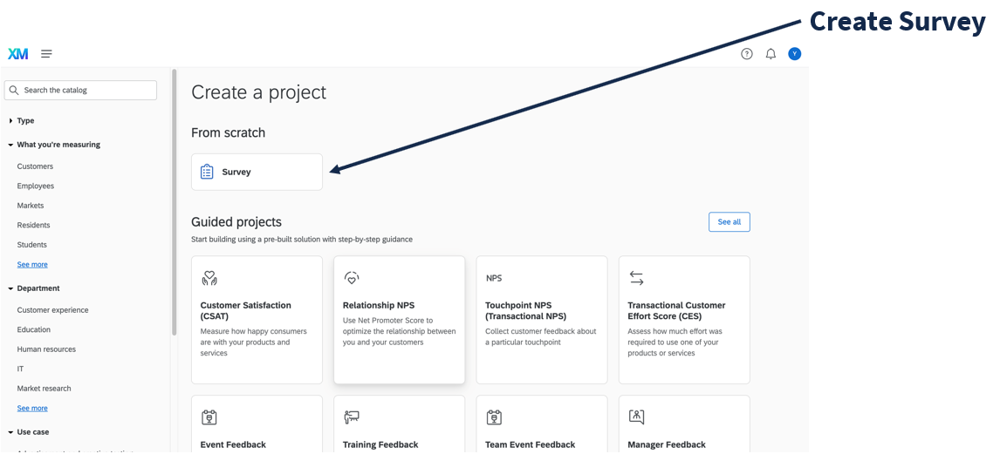 Create Survey
XM
Y
Search the catalog
Type
What you're measuring
Customers
Employees
Markets
Residents
Students
See more
Department
Customer experience
Education
Human resources
IT
Market research
See more
Use case
Create a project
From scratch
Survey
Guided projects
See all
Start building using a pre-built solution with step-by-step guidance
Customer Satisfaction
(CSAT)
Measure how happy consumers
are with your products and
services
Relationship NPS
Use Net Promoter Score to
optimize the relationship between
you and your customers
NPS
Touchpoint NPS
(Transactional NPS)
Collect customer feedback about
a particular touchpoint
Transactional Customer
Effort Score (CES)
Assess how much effort was
required to use one of your
products or services
Event Feedback
Training Feedback
Team Event Feedback
Manager Feedback